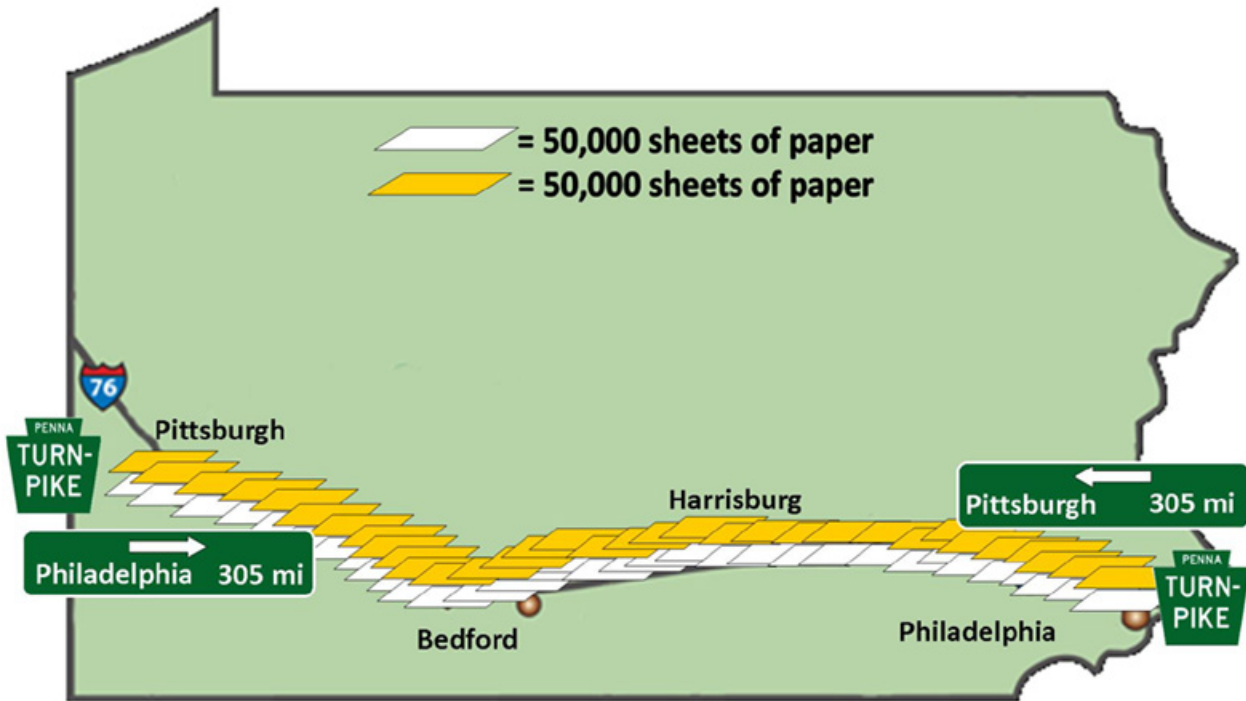 = 50,000 sheets of paper
= 50,000 sheets of paper
76
PENNA
TURN-
PIKE
Pittsburgh
Harrisburg
Pittsburgh 305 mi
Philadelphia 305 mi
Bedford
Philadelphia
PENNA
TURN-
PIKE